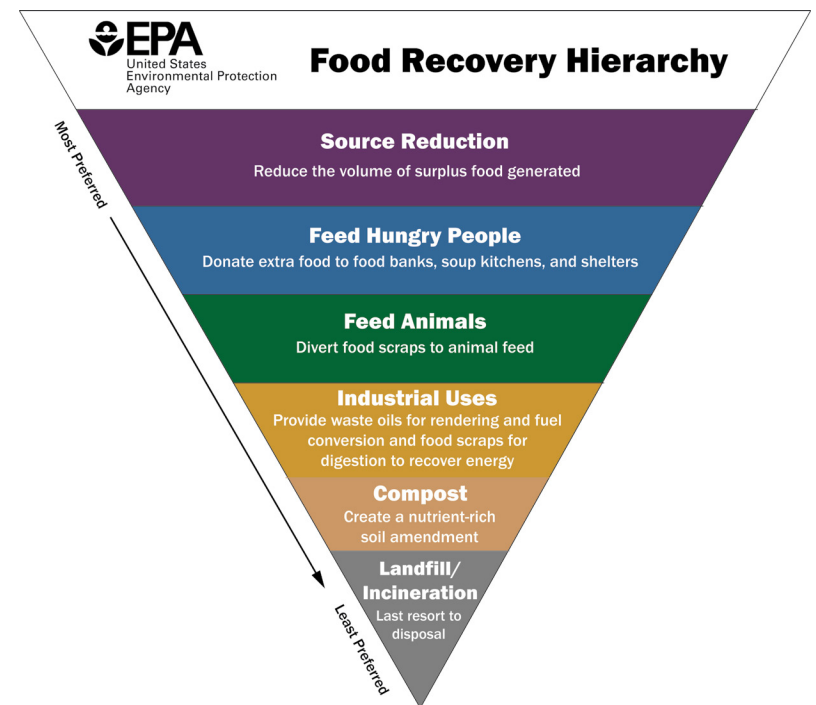 EPA
United States
Environmental Protection
Agency
Food Recovery Hierarchy
Most Preferred
Source Reduction
Reduce the volume of surplus food generated
Feed Hungry People
Donate extra food to food banks, soup kitchens, and shelters
Feed Animals
Divert food scraps to animal feed
Industrial Uses
Provide waste oils for rendering and fuel
conversion and food scraps for
digestion to recover energy
Compost
Create a nutrient-rich
soil amendment
Landfill/
Incineration
Last resort to
disposal
Least Preferred